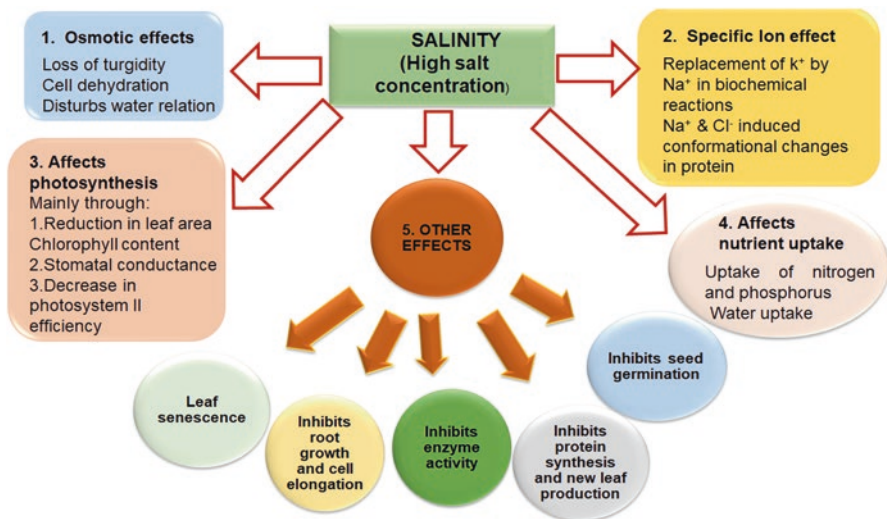 1. Osmotic effects
Loss of turgidity
Cell dehydration
Disturbs water relation
SALINITY
(High salt
concentration)
2. Specific Ion effect
Replacement of k⁺ by
Na⁺ in biochemical
reactions
Na⁺ & Cl⁻ induced
conformational changes
in protein
3. Affects
photosynthesis
Mainly through:
1.Reduction in leaf area
Chlorophyll content
2.Stomatal conductance
3.Decrease in
photosystem II
efficiency
4. Affects
nutrient uptake
Uptake of nitrogen
and phosphorus
Water uptake
5. OTHER
EFFECTS
Leaf
senescence
Inhibits
root
growth
and cell
elongation
Inhibits
enzyme
activity
Inhibits
protein
synthesis
and new leaf
production
Inhibits seed
germination